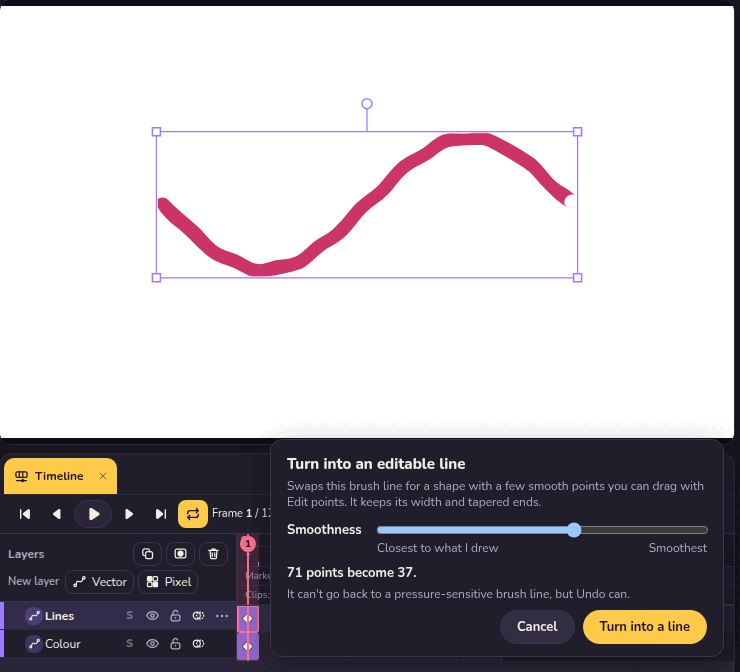 Timeline
Frame 1 / 12
Layers
New layer
Vector
Pixel
Lines
S
Colour
S
1
Marke
Clips:
Turn into an editable line
Swaps this brush line for a shape with a few smooth points you can drag with
Edit points. It keeps its width and tapered ends.
Smoothness
Closest to what I drew
Smoothest
71 points become 37.
It can't go back to a pressure-sensitive brush line, but Undo can.
Cancel
Turn into a line